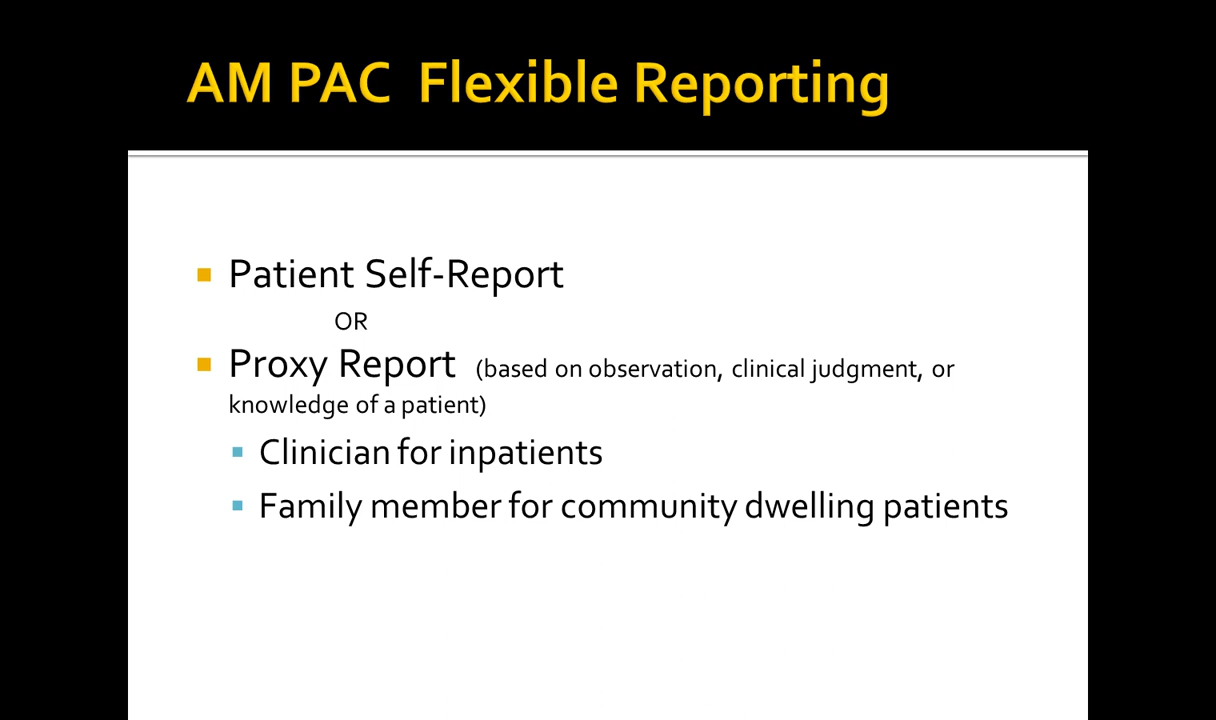 AM PAC Flexible Reporting
Patient Self-Report
OR
Proxy Report (based on observation, clinical judgment, or
knowledge of a patient)
Clinician for inpatients
Family member for community dwelling patients